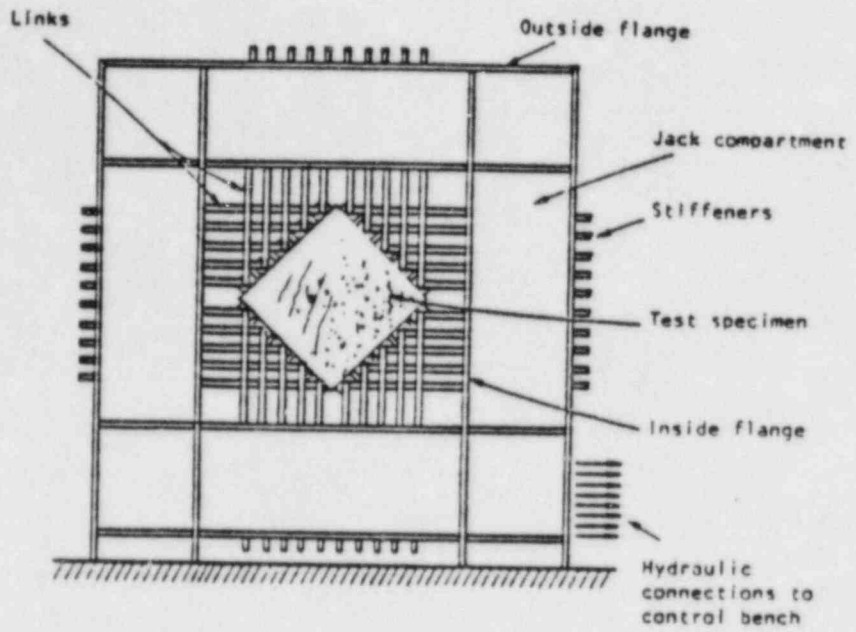 Links
Outside flange
Jack compartment
Stiffeners
Test specimen
Inside flange
Hydraulic
connections to
control bench